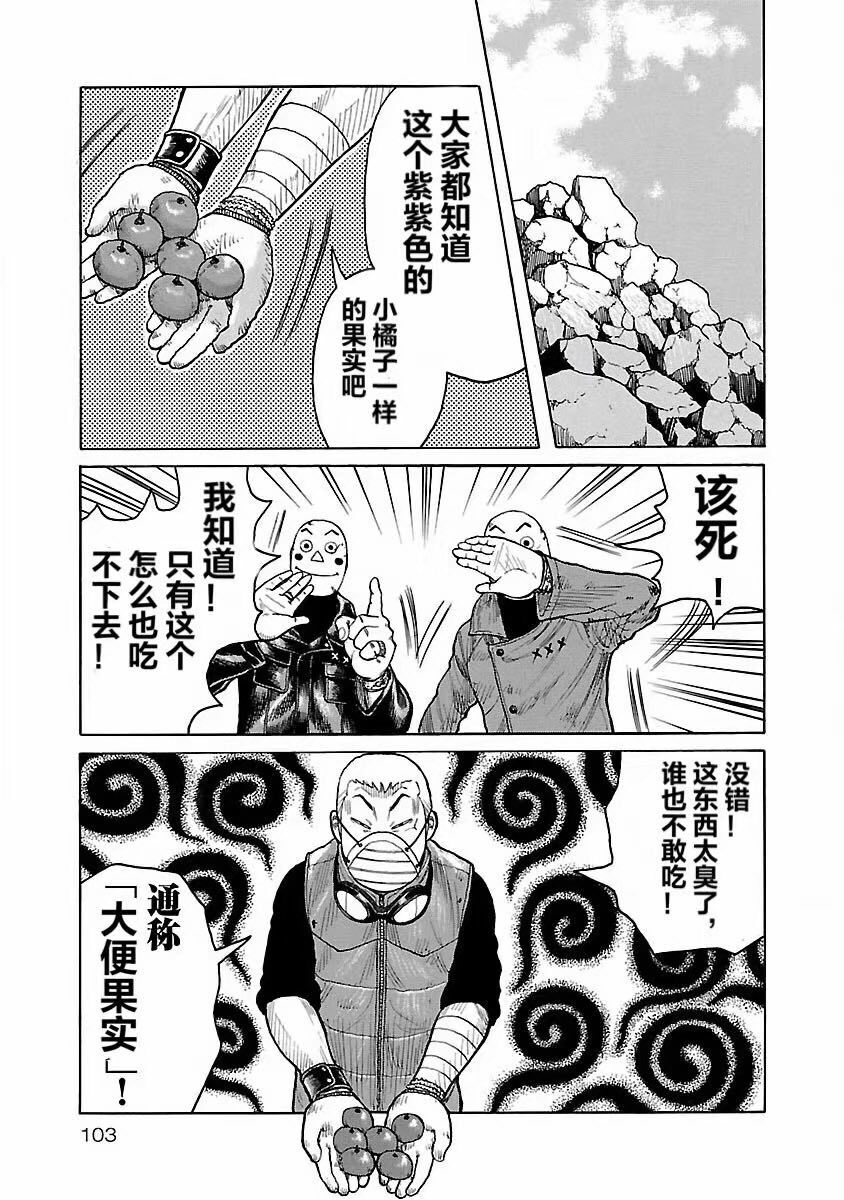 大家都知道
这个紫紫色的
小橘子一样
的果实吧
该死！
我知道！
只有这个
怎么也吃
不下去！
没错！
这东西太臭了，
谁也不敢吃！
通称
「大便果实」！
103